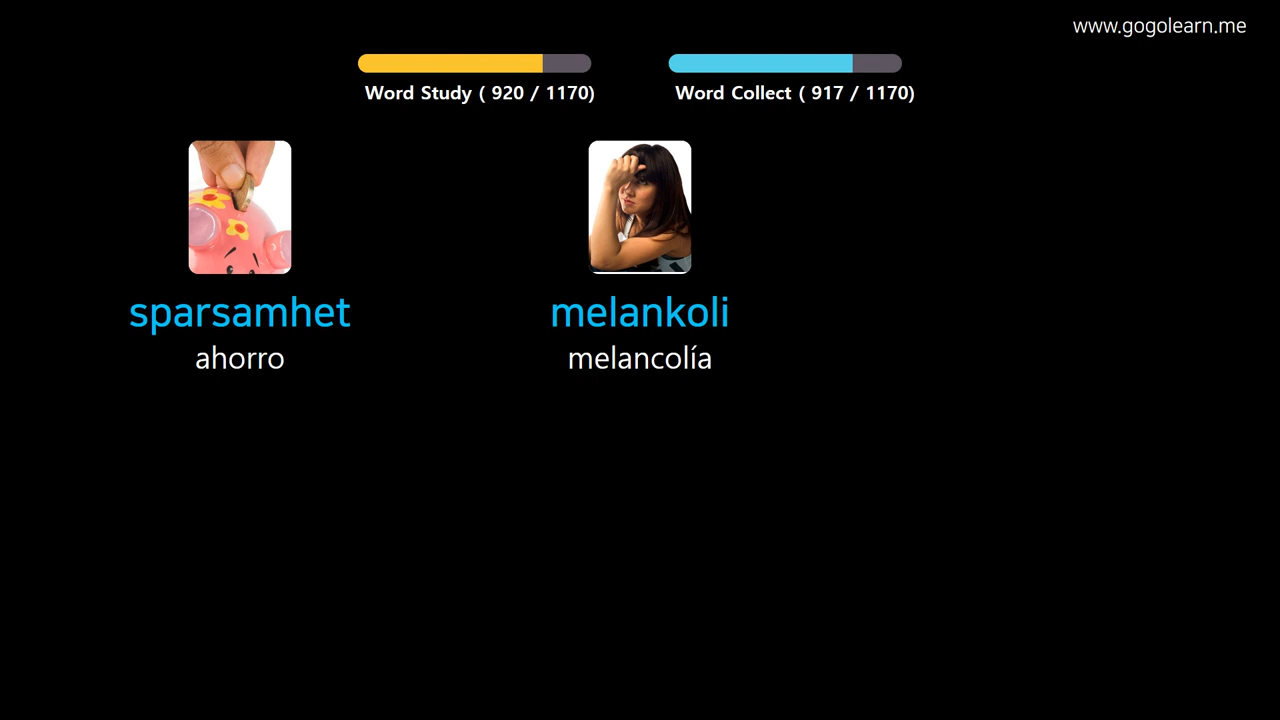 www.gogolearn.me
Word Study ( 920 / 1170)
Word Collect ( 917 / 1170)
sparsamhet
ahorro
melankoli
melancolía